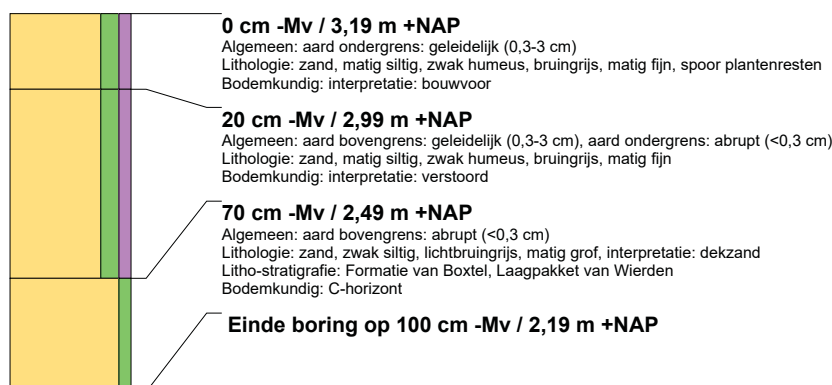 0 cm -Mv / 3,19 m +NAP
Algemeen: aard ondergrens: geleidelijk (0,3-3 cm)
Lithologie: zand, matig siltig, zwak humeus, bruingrijs, matig fijn, spoor plantenresten
Bodemkundig: interpretatie: bouwvoor
20 cm -Mv / 2,99 m +NAP
Algemeen: aard bovengrens: geleidelijk (0,3-3 cm), aard ondergrens: abrupt (<0,3 cm)
Lithologie: zand, matig siltig, zwak humeus, bruingrijs, matig fijn
Bodemkundig: interpretatie: verstoord
70 cm -Mv / 2,49 m +NAP
Algemeen: aard bovengrens: abrupt (<0,3 cm)
Lithologie: zand, zwak siltig, lichtbruingrijs, matig grof, interpretatie: dekzand
Litho-stratigrafie: Formatie van Boxtel, Laagpakket van Wierden
Bodemkundig: C-horizont
Einde boring op 100 cm -Mv / 2,19 m +NAP